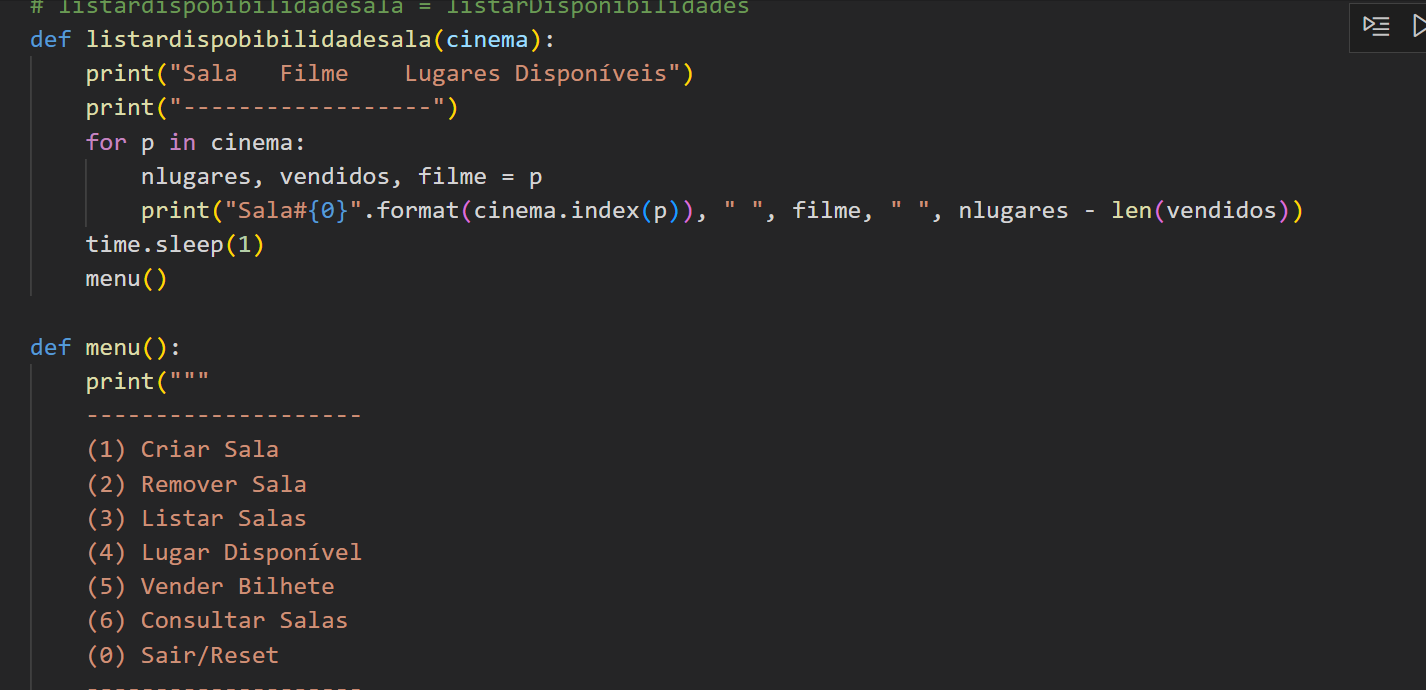 # listardispobibilidadesala = listarDisponibilidades
def listardispobibilidadesala(cinema):
    print("Sala   Filme    Lugares Disponíveis")
    print("------------------")
    for p in cinema:
        nlugares, vendidos, filme = p
        print("Sala#{0}".format(cinema.index(p)), " ", filme, " ", nlugares - len(vendidos))
    time.sleep(1)
    menu()

def menu():
    print("""
    --------------------
    (1) Criar Sala
    (2) Remover Sala
    (3) Listar Salas
    (4) Lugar Disponível
    (5) Vender Bilhete
    (6) Consultar Salas
    (0) Sair/Reset
    --------------------